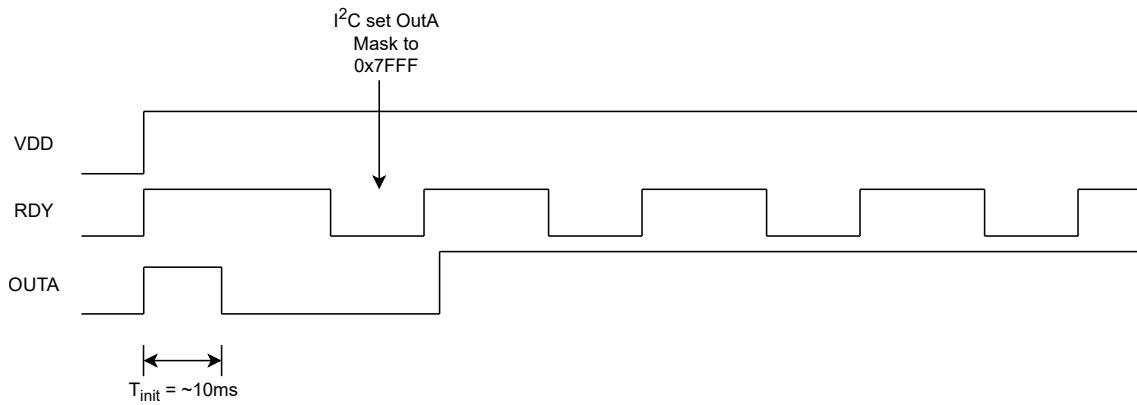 I²C set OutA
Mask to
0x7FFF
VDD
RDY
OUTA
T_init = ~10ms